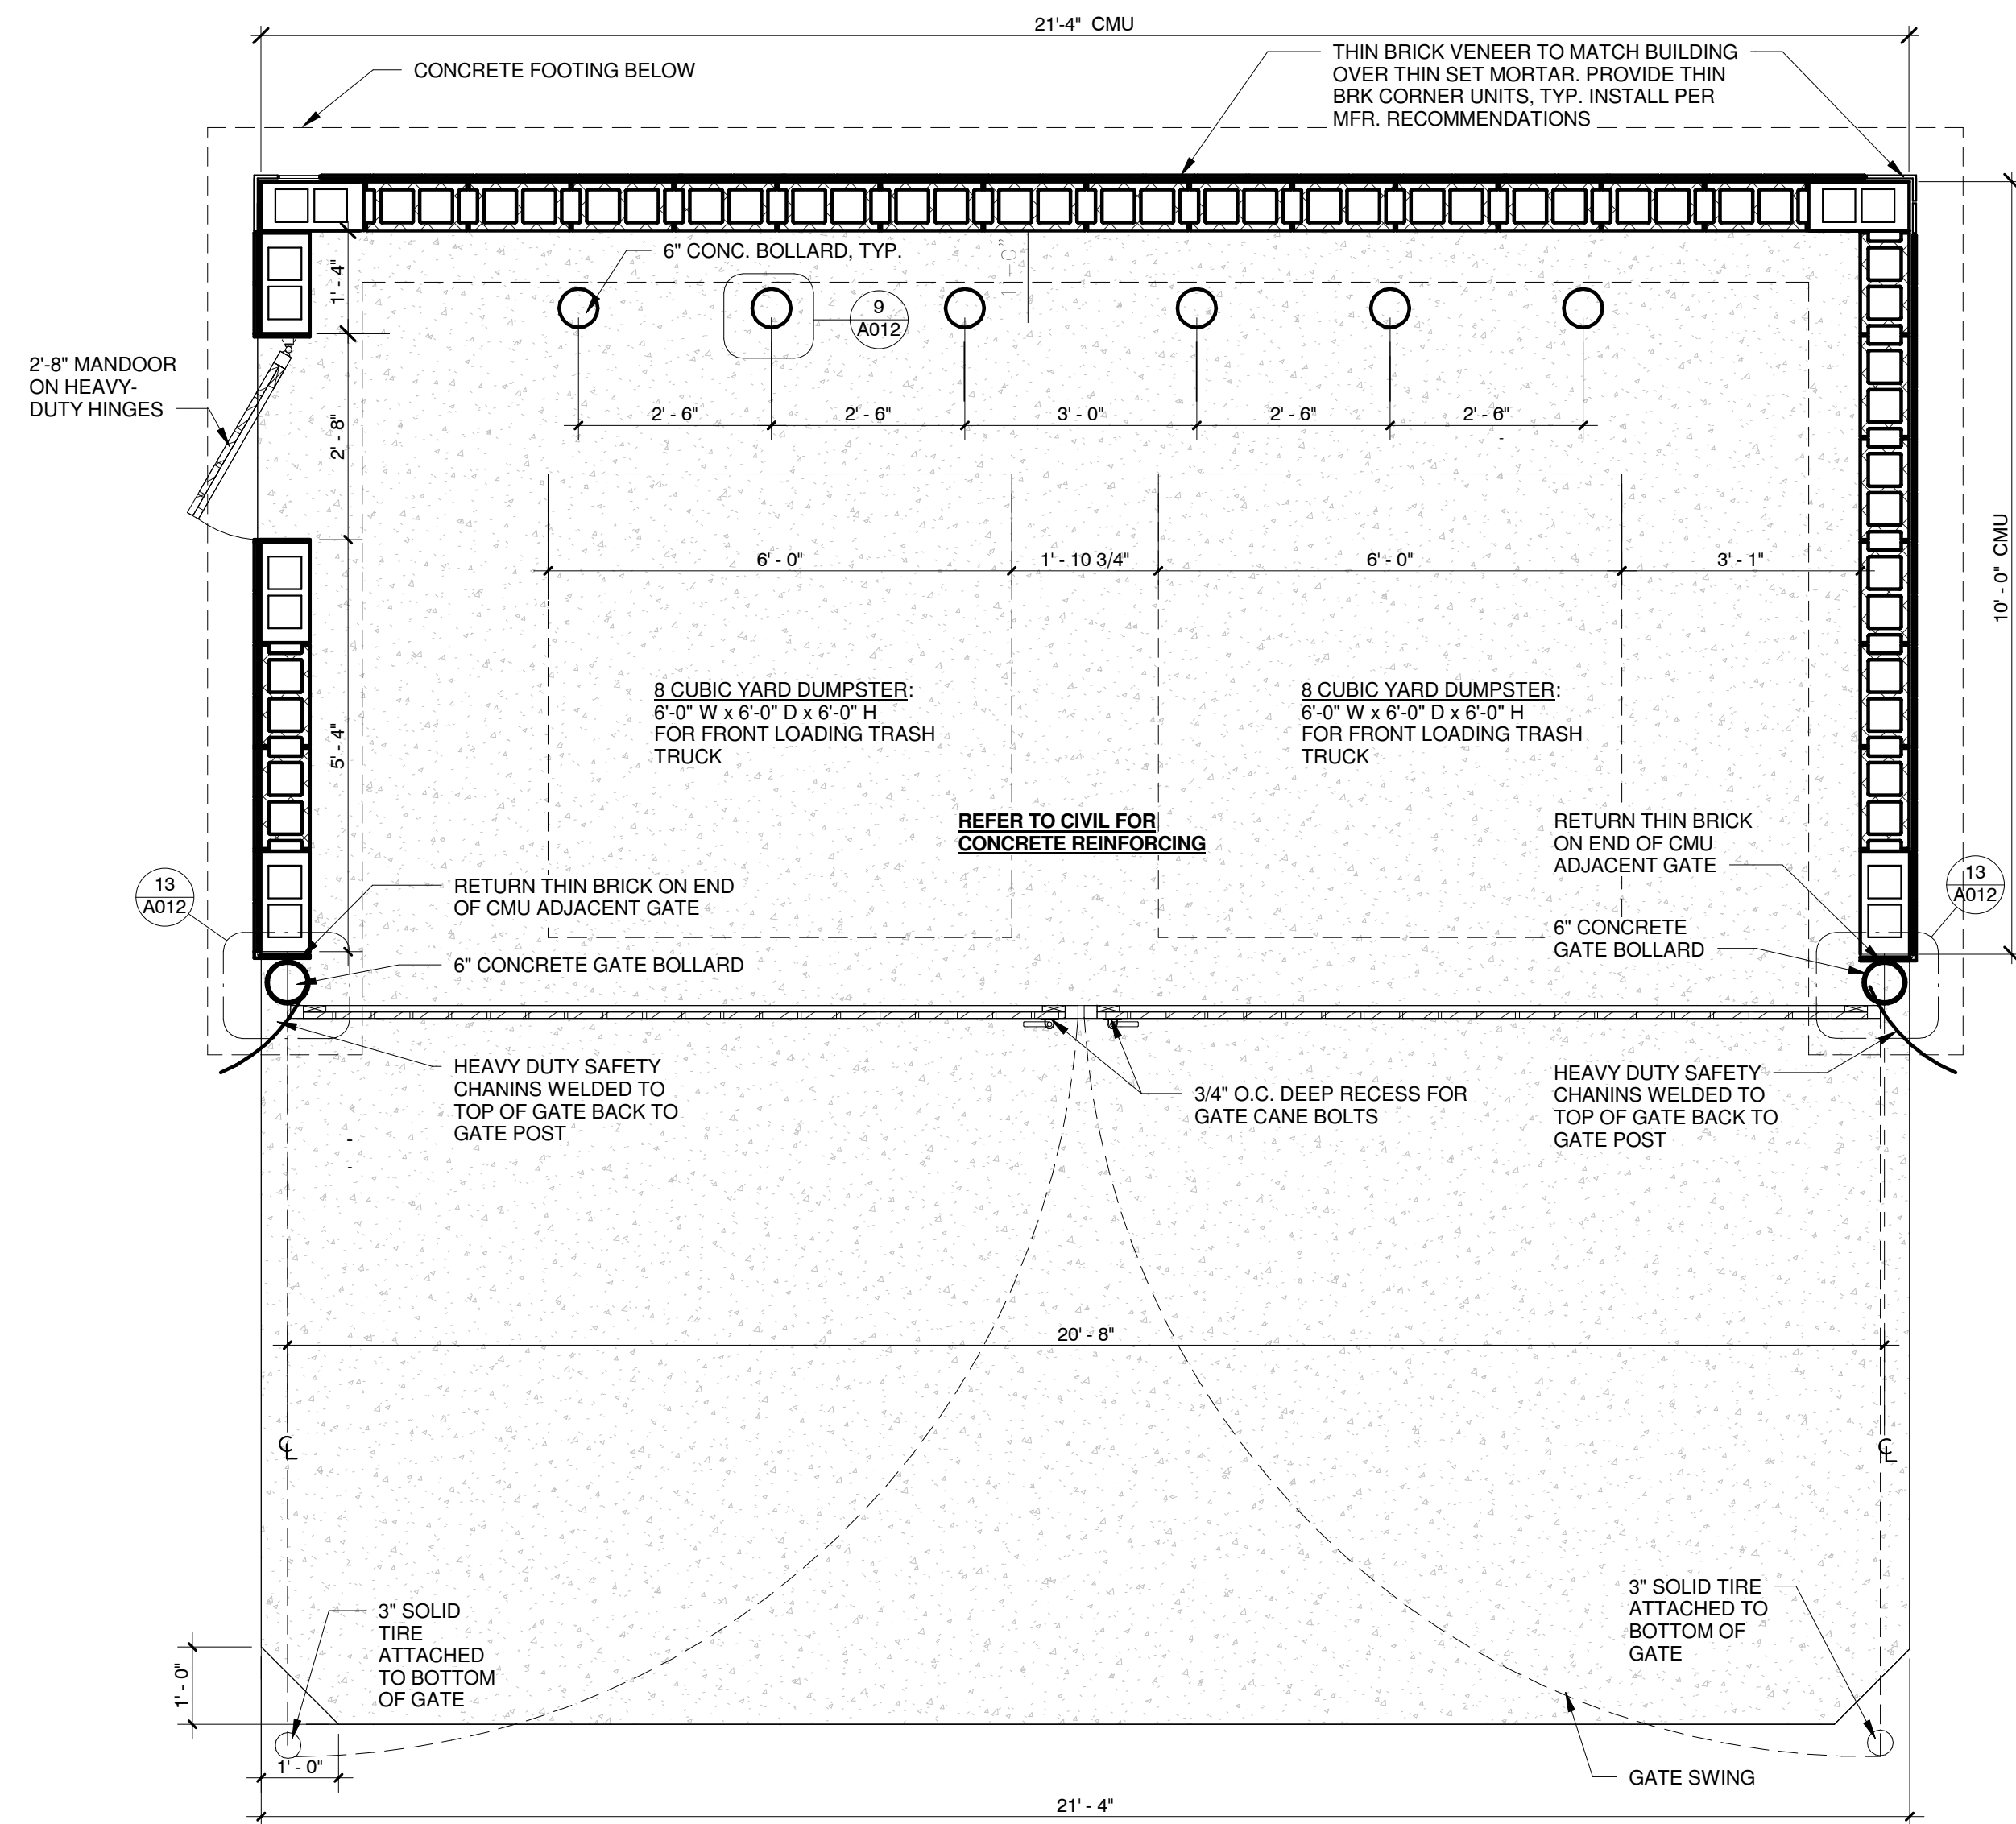 21'-4" CMU
CONCRETE FOOTING BELOW
THIN BRICK VENEER TO MATCH BUILDING
OVER THIN SET MORTAR. PROVIDE THIN
BRK CORNER UNITS, TYP. INSTALL PER
MFR. RECOMMENDATIONS
6" CONC. BOLLARD, TYP.
1' - 0"
1' - 4"
9
A012
2'-8" MANDOOR
ON HEAVY-
DUTY HINGES
2' - 8"
2' - 6"
2' - 6"
3' - 0"
2' - 6"
2' - 6"
10' - 0" CMU
6' - 0"
1' - 10 3/4"
6' - 0"
3' - 1"
5' - 4"
8 CUBIC YARD DUMPSTER:
6'-0" W x 6'-0" D x 6'-0" H
FOR FRONT LOADING TRASH
TRUCK
8 CUBIC YARD DUMPSTER:
6'-0" W x 6'-0" D x 6'-0" H
FOR FRONT LOADING TRASH
TRUCK
REFER TO CIVIL FOR
CONCRETE REINFORCING
RETURN THIN BRICK
ON END OF CMU
ADJACENT GATE
13
A012
RETURN THIN BRICK ON END
OF CMU ADJACENT GATE
13
A012
6" CONCRETE
GATE BOLLARD
6" CONCRETE GATE BOLLARD
HEAVY DUTY SAFETY
CHANINS WELDED TO
TOP OF GATE BACK TO
GATE POST
3/4" O.C. DEEP RECESS FOR
GATE CANE BOLTS
HEAVY DUTY SAFETY
CHANINS WELDED TO
TOP OF GATE BACK TO
GATE POST
20' - 8"
CL
CL
3" SOLID
TIRE
ATTACHED
TO BOTTOM
OF GATE
3" SOLID TIRE
ATTACHED TO
BOTTOM OF
GATE
1' - 0"
1' - 0"
GATE SWING
21' - 4"